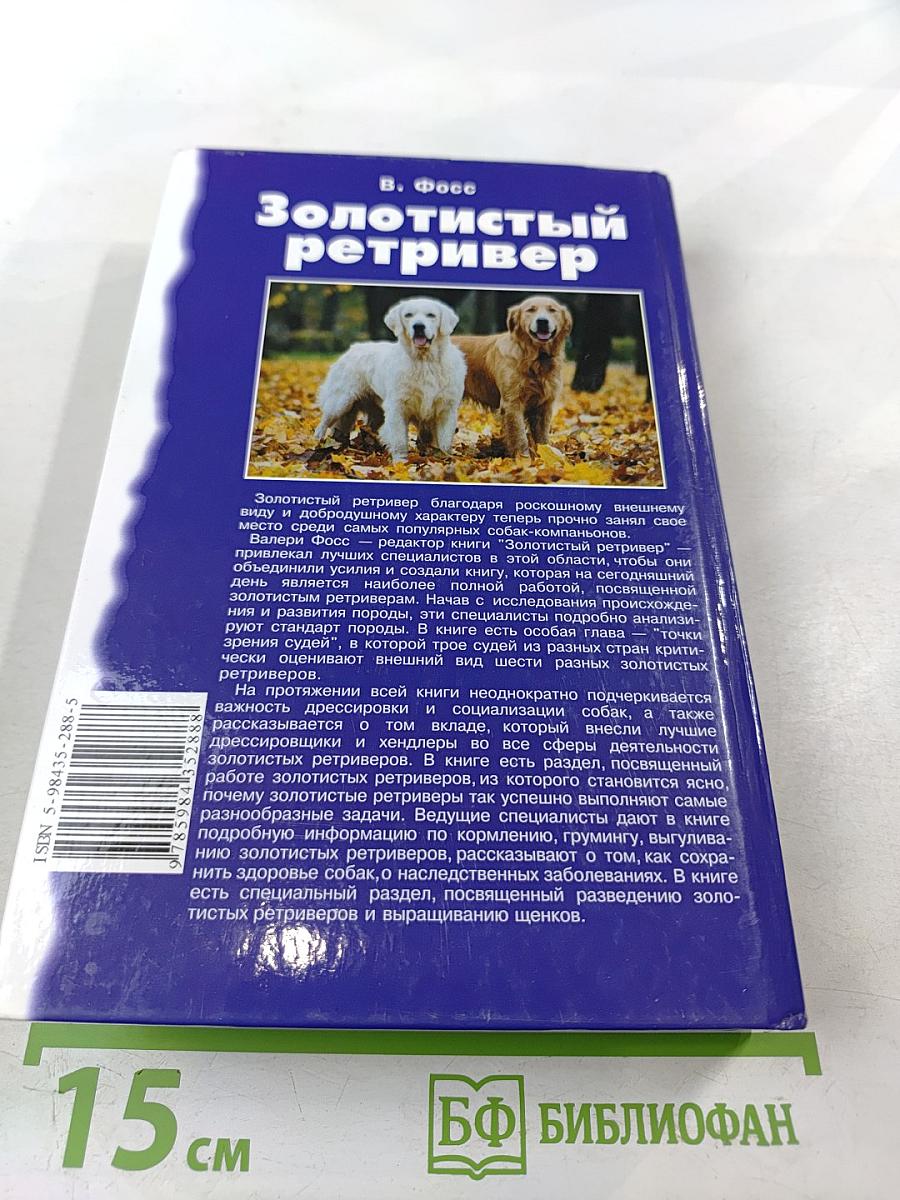 В. Фосс
Золотистый
ретривер
Золотистый ретривер благодаря роскошному внешнему
виду и добродушному характеру теперь прочно занял свое
место среди самых популярных собак-компаньонов.
Валери Фосс — редактор книги "Золотистый ретривер" —
привлекал лучших специалистов в этой области, чтобы они
объединили усилия и создали книгу, которая на сегодняшний
день является наиболее полной работой, посвященной
золотистым ретриверам. Начав с исследования происхожде-
ния и развития породы, эти специалисты подробно анализи-
руют стандарт породы. В книге есть особая глава — "точки
зрения судей", в которой трое судей из разных стран крити-
чески оценивают внешний вид шести разных золотистых
ретриверов.
На протяжении всей книги неоднократно подчеркивается
важность дрессировки и социализации собак, а также
рассказывается о том вкладе, который внесли лучшие
дрессировщики и хендлеры во все сферы деятельности
золотистых ретриверов. В книге есть раздел, посвященный
работе золотистых ретриверов, из которого становится ясно,
почему золотистые ретриверы так успешно выполняют самые
разнообразные задачи. Ведущие специалисты дают в книге
подробную информацию по кормлению, грумингу, выгулива-
нию золотистых ретриверов, рассказывают о том, как сохра-
нить здоровье собак, о наследственных заболеваниях. В книге
есть специальный раздел, посвященный разведению золо-
тистых ретриверов и выращиванию щенков.
ISBN 5-98435-288-5
9 785984 352888
15 см
БФ БИБЛИОФАН